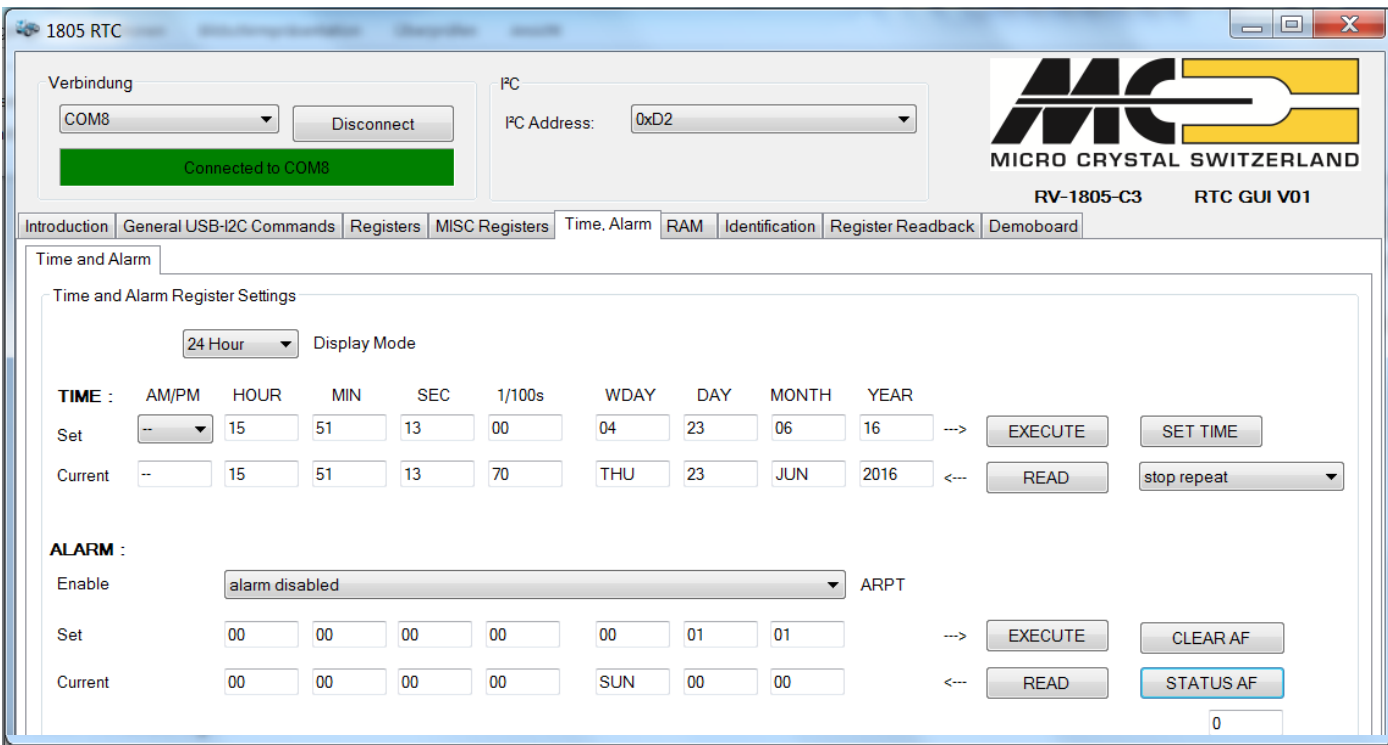 1805 RTC
Verbindung
COM8
Disconnect
Connected to COM8
I²C
I²C Address:
0xD2
MICRO CRYSTAL SWITZERLAND
RV-1805-C3 RTC GUI V01
Introduction General USB-I2C Commands Registers MISC Registers Time, Alarm RAM Identification Register Readback Demoboard
Time and Alarm
Time and Alarm Register Settings
24 Hour Display Mode
TIME : AM/PM HOUR MIN SEC 1/100s WDAY DAY MONTH YEAR
Set -- 15 51 13 00 04 23 06 16 ---> EXECUTE SET TIME
Current -- 15 51 13 70 THU 23 JUN 2016 <--- READ stop repeat
ALARM :
Enable alarm disabled ARPT
Set 00 00 00 00 00 01 01 ---> EXECUTE CLEAR AF
Current 00 00 00 00 SUN 00 00 <--- READ STATUS AF
0